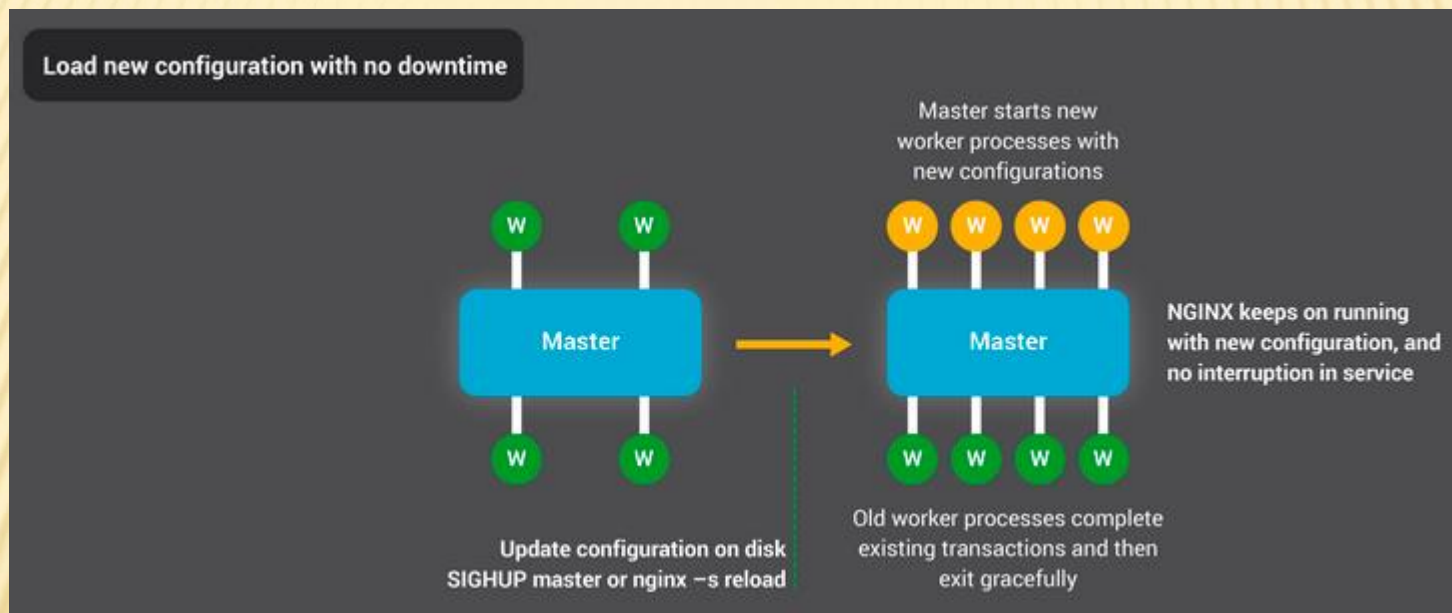 Load new configuration with no downtime
Master starts new
worker processes with
new configurations
W W W W W W
Master
Master
NGINX keeps on running
with new configuration, and
no interruption in service
W W W W W W
Update configuration on disk
SIGHUP master or nginx –s reload
Old worker processes complete
existing transactions and then
exit gracefully